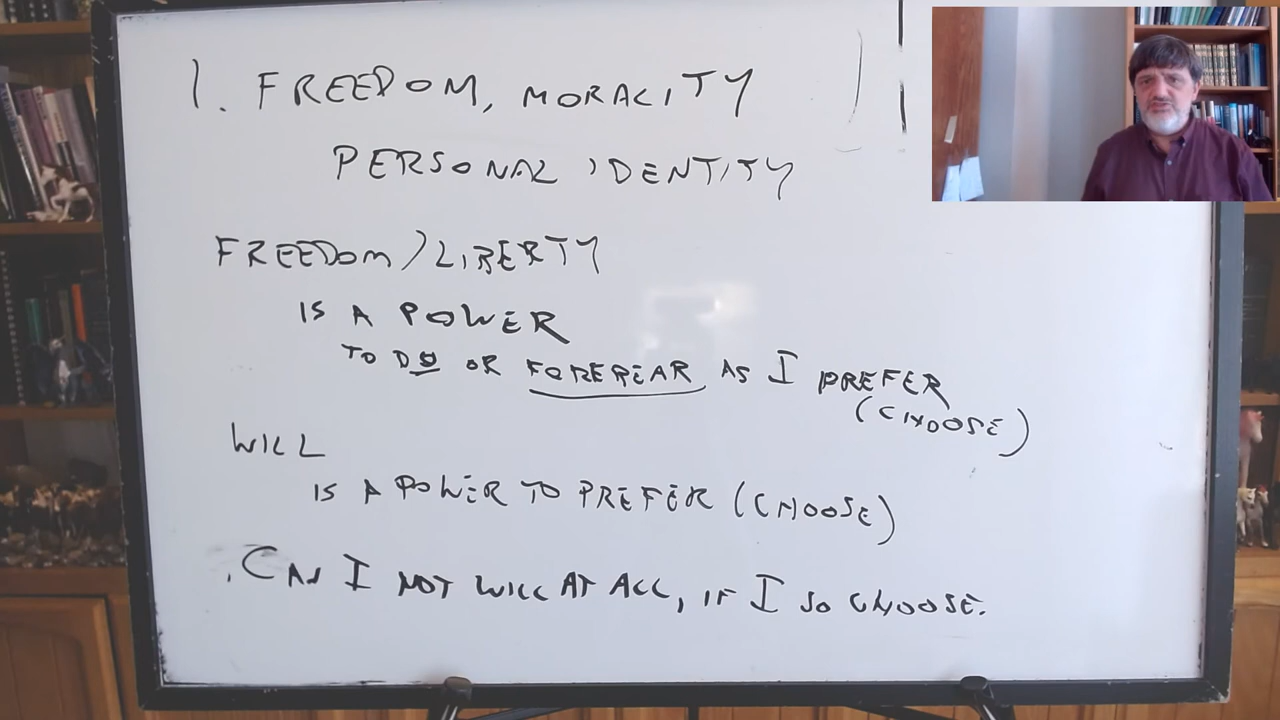 1. FREEDOM, MORALITY
PERSONAL IDENTITY
FREEDOM/LIBERTY
IS A POWER
TO DO OR FOREBEAR AS I PREFER
(CHOOSE)
WILL
IS A POWER TO PREFER (CHOOSE)
. CAN I NOT WILL AT ALL, IF I SO CHOOSE.